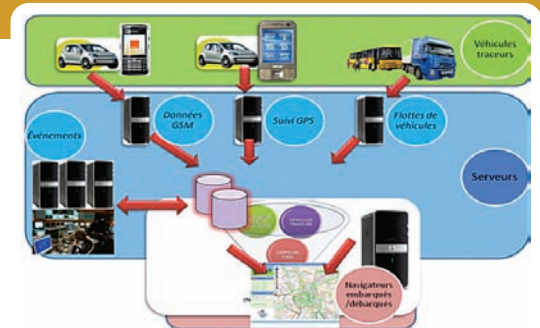 Véhicules
traceurs
Données
GSM
Suivi GPS
Flottes de
véhicules
Événements
Serveurs
Navigateurs
embarqués
/débarqués